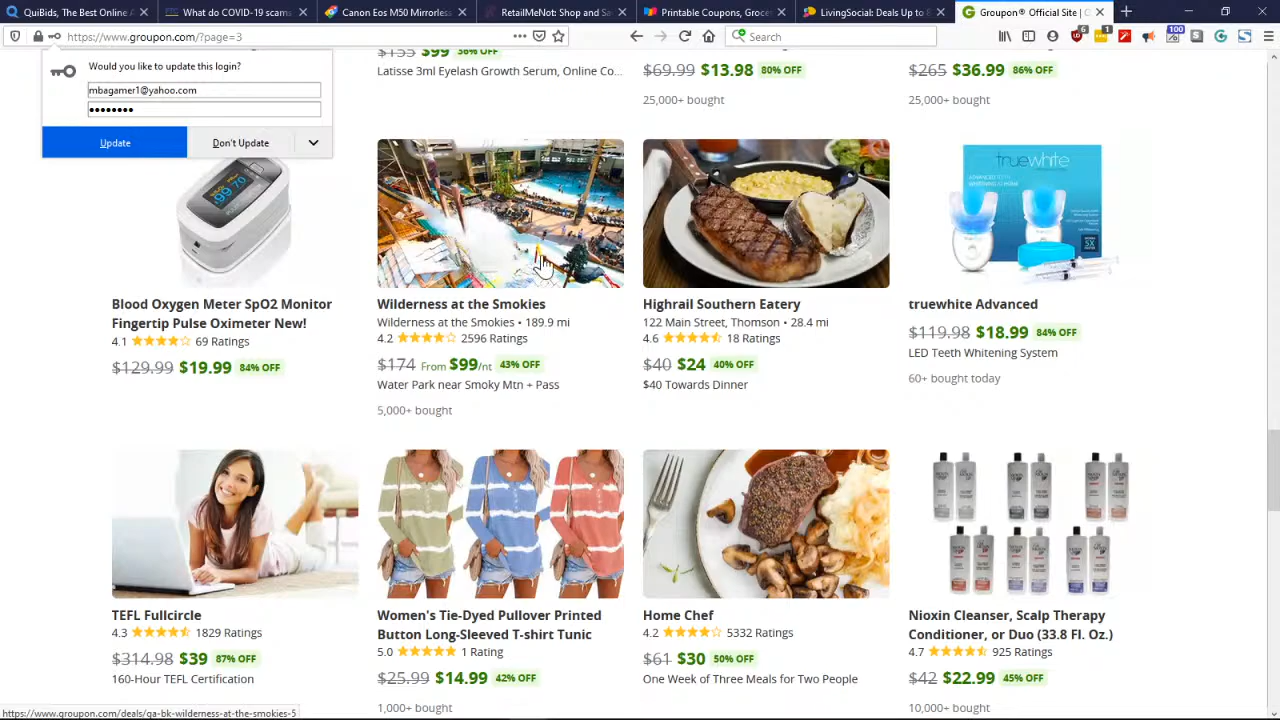 QuiBids, The Best Online A
What do COVID-19 scams
Canon Eos M50 Mirrorless
RetailMeNot: Shop and Sa
Printable Coupons, Grocer
LivingSocial: Deals Up to
Groupon® Official Site |
https://www.groupon.com/?page=3
Search
6
1
100
Would you like to update this login?
mbagamer1@yahoo.com
Update
Don't Update
$155 $99 36% OFF
Latisse 3ml Eyelash Growth Serum, Online Co...
$69.99 $13.98 80% OFF
25,000+ bought
$265 $36.99 86% OFF
25,000+ bought
truewhite
Blood Oxygen Meter SpO2 Monitor
Fingertip Pulse Oximeter New!
4.1 69 Ratings
$129.99 $19.99 84% OFF
Wilderness at the Smokies
Wilderness at the Smokies • 189.9 mi
4.2 2596 Ratings
$174 From $99/nt 43% OFF
Water Park near Smoky Mtn + Pass
5,000+ bought
Highrail Southern Eatery
122 Main Street, Thomson • 28.4 mi
4.6 18 Ratings
$40 $24 40% OFF
$40 Towards Dinner
truewhite Advanced
$119.98 $18.99 84% OFF
LED Teeth Whitening System
60+ bought today
TEFL Fullcircle
4.3 1829 Ratings
$314.98 $39 87% OFF
160-Hour TEFL Certification
Women's Tie-Dyed Pullover Printed
Button Long-Sleeved T-shirt Tunic
5.0 1 Rating
$25.99 $14.99 42% OFF
1,000+ bought
Home Chef
4.2 5332 Ratings
$61 $30 50% OFF
One Week of Three Meals for Two People
Nioxin Cleanser, Scalp Therapy
Conditioner, or Duo (33.8 Fl. Oz.)
4.7 925 Ratings
$42 $22.99 45% OFF
10,000+ bought
https://www.groupon.com/deals/ga-bk-wilderness-at-the-smokies-5